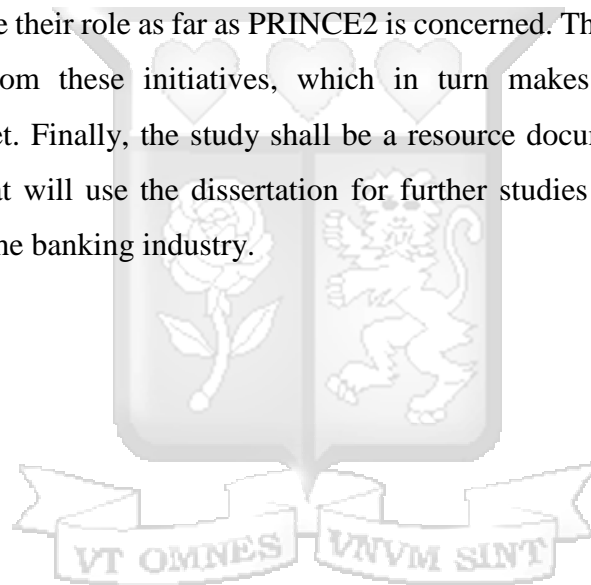 e their role as far as PRINCE2 is concerned. Th
om these initiatives, which in turn makes
et. Finally, the study shall be a resource docu
at will use the dissertation for further studies
he banking industry.
VT OMNES VNVM SINT